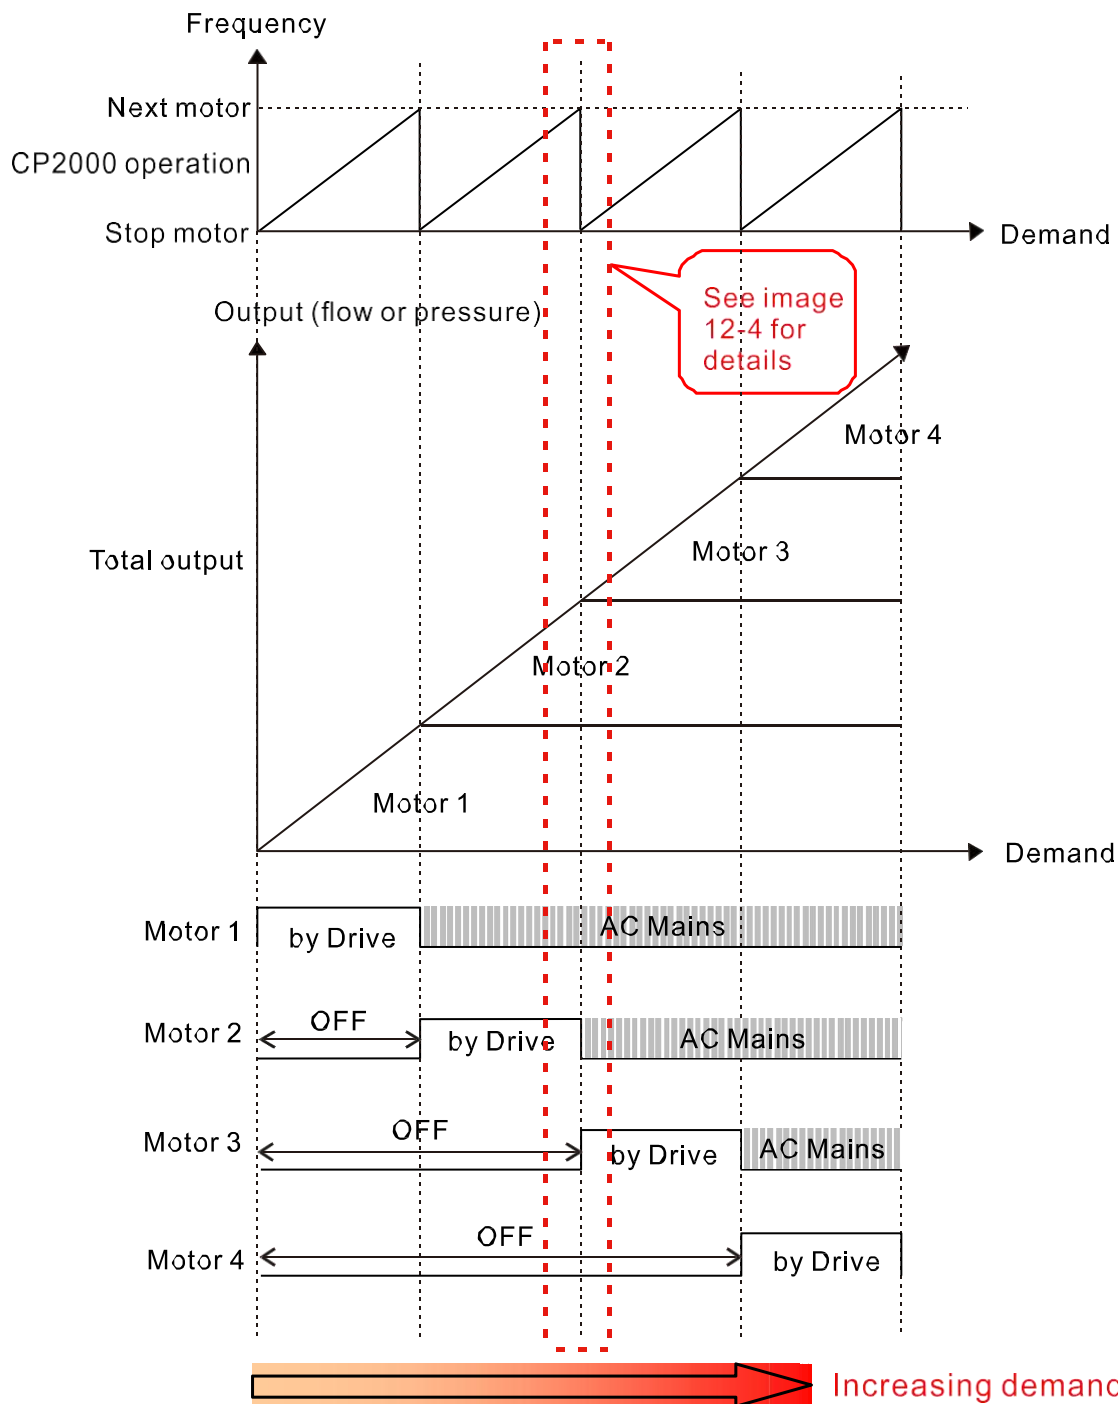 Frequency
Next motor
CP2000 operation
Stop motor
Demand
Output (flow or pressure)
See image
12-4 for
details
Motor 4
Motor 3
Total output
Motor 2
Motor 1
Demand
Motor 1
by Drive
AC Mains
Motor 2
OFF
by Drive
AC Mains
Motor 3
OFF
by Drive
AC Mains
Motor 4
OFF
by Drive
Increasing demand